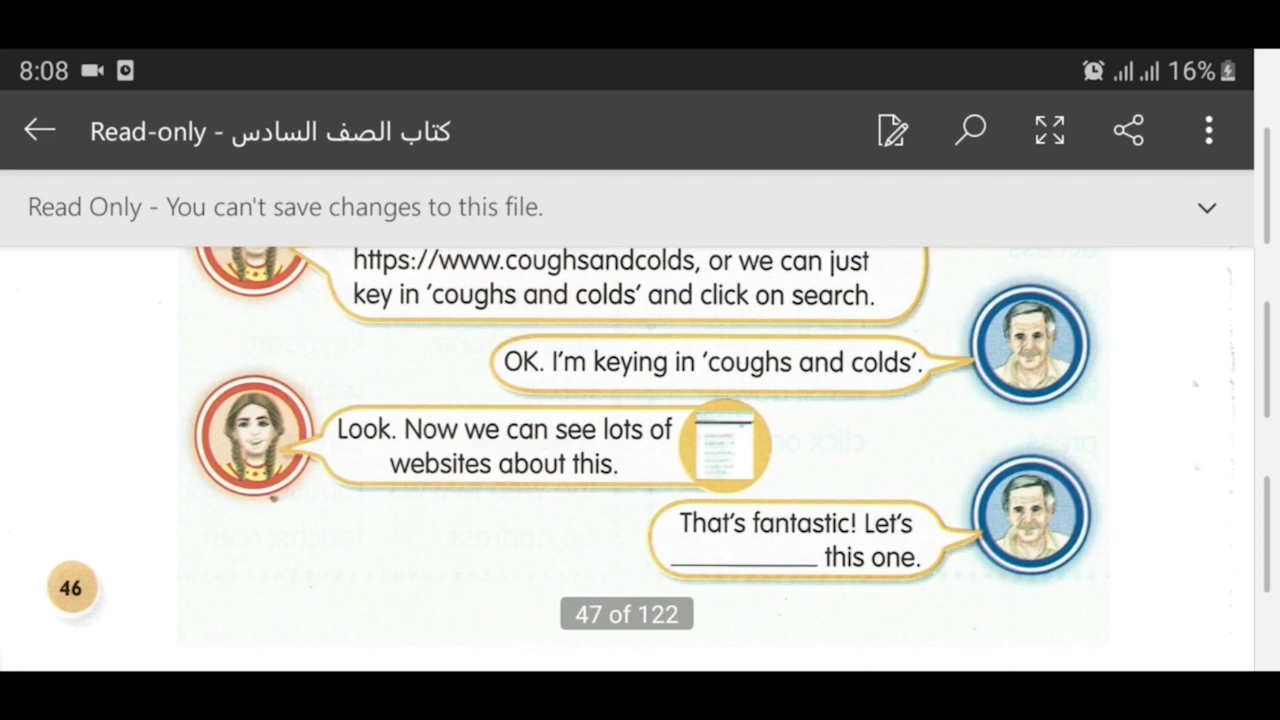 8:08
16%
Read-only - كتاب الصف السادس
Read Only - You can't save changes to this file.
https://www.coughsandcolds, or we can just
key in 'coughs and colds' and click on search.
OK. I'm keying in 'coughs and colds'.
Look. Now we can see lots of
websites about this.
That's fantastic! Let's
__________ this one.
46
47 of 122